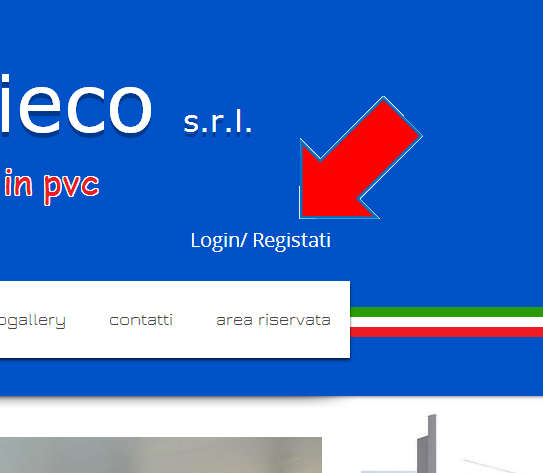 ieco s.r.l.
in pvc
Login/ Registati
ogallery contatti area riservata